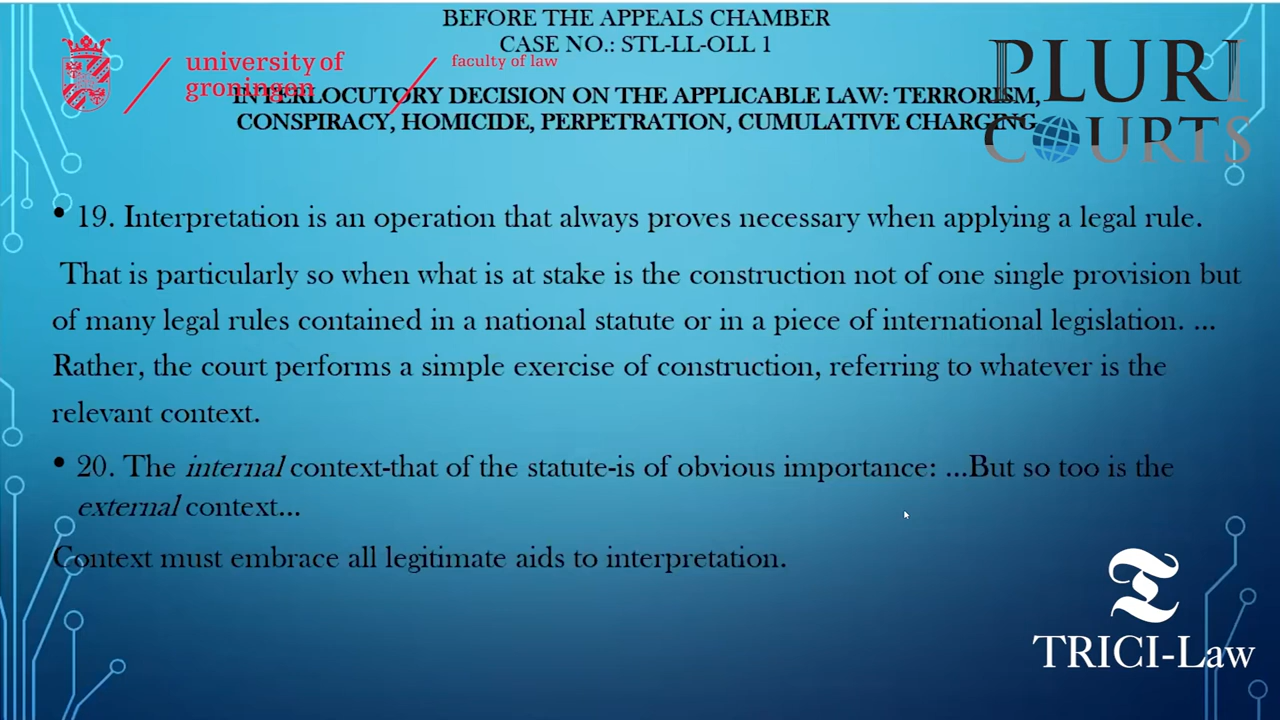 BEFORE THE APPEALS CHAMBER
CASE NO.: STL-LL-OLL 1
university of
groningen
faculty of law
PLURI
COURTS
INTERLOCUTORY DECISION ON THE APPLICABLE LAW: TERRORISM,
CONSPIRACY, HOMICIDE, PERPETRATION, CUMULATIVE CHARGING
• 19. Interpretation is an operation that always proves necessary when applying a legal rule.
That is particularly so when what is at stake is the construction not of one single provision but
of many legal rules contained in a national statute or in a piece of international legislation. ...
Rather, the court performs a simple exercise of construction, referring to whatever is the
relevant context.
• 20. The internal context-that of the statute-is of obvious importance: ...But so too is the
external context...
Context must embrace all legitimate aids to interpretation.
TRICI-Law